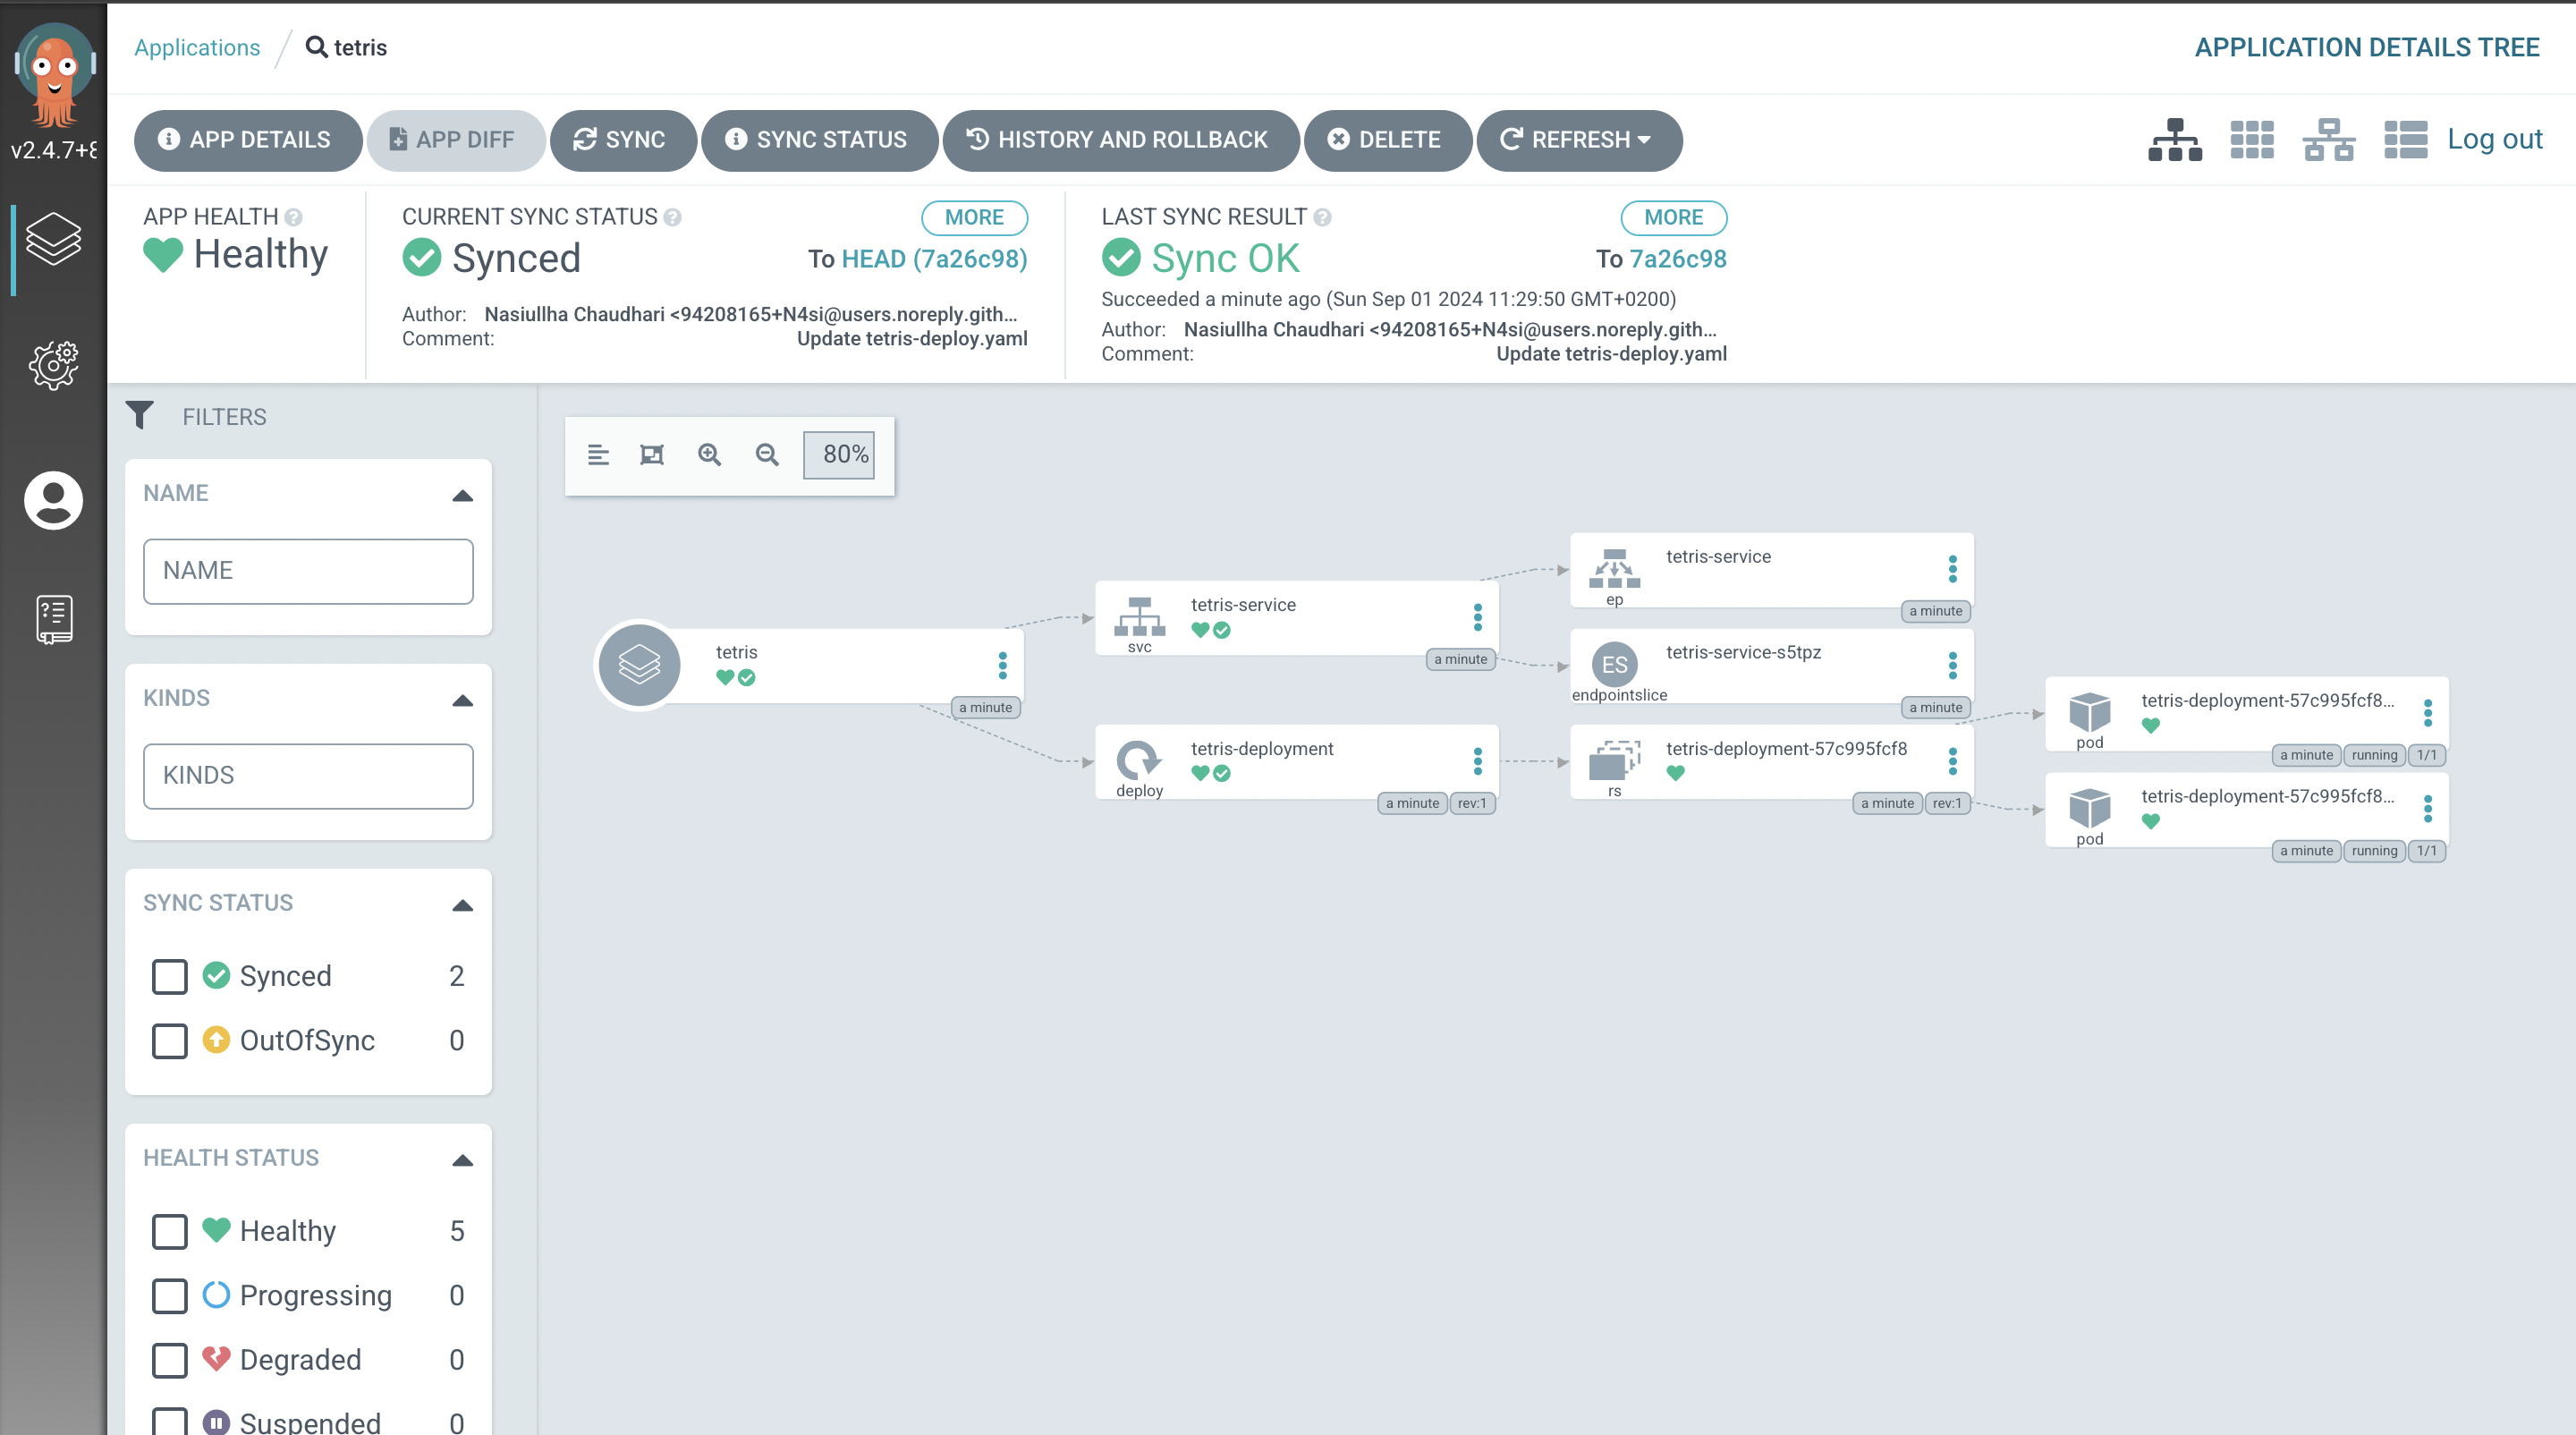 Applications / tetris
APPLICATION DETAILS TREE
v2.4.7+8
APP DETAILS
APP DIFF
SYNC
SYNC STATUS
HISTORY AND ROLLBACK
DELETE
REFRESH
Log out
APP HEALTH
Healthy
CURRENT SYNC STATUS
MORE
Synced
To HEAD (7a26c98)
Author: Nasiullha Chaudhari <94208165+N4si@users.noreply.gith...
Comment: Update tetris-deploy.yaml
LAST SYNC RESULT
MORE
Sync OK
To 7a26c98
Succeeded a minute ago (Sun Sep 01 2024 11:29:50 GMT+0200)
Author: Nasiullha Chaudhari <94208165+N4si@users.noreply.gith...
Comment: Update tetris-deploy.yaml
FILTERS
NAME
NAME
KINDS
KINDS
SYNC STATUS
Synced 2
OutOfSync 0
HEALTH STATUS
Healthy 5
Progressing 0
Degraded 0
Suspended 0
80%
tetris
a minute
tetris-service
svc
a minute
tetris-deployment
deploy
a minute rev:1
tetris-service
ep
a minute
ES
tetris-service-s5tpz
endpointslice
a minute
tetris-deployment-57c995fcf8
rs
a minute rev:1
tetris-deployment-57c995fcf8...
pod
a minute running 1/1
tetris-deployment-57c995fcf8...
pod
a minute running 1/1